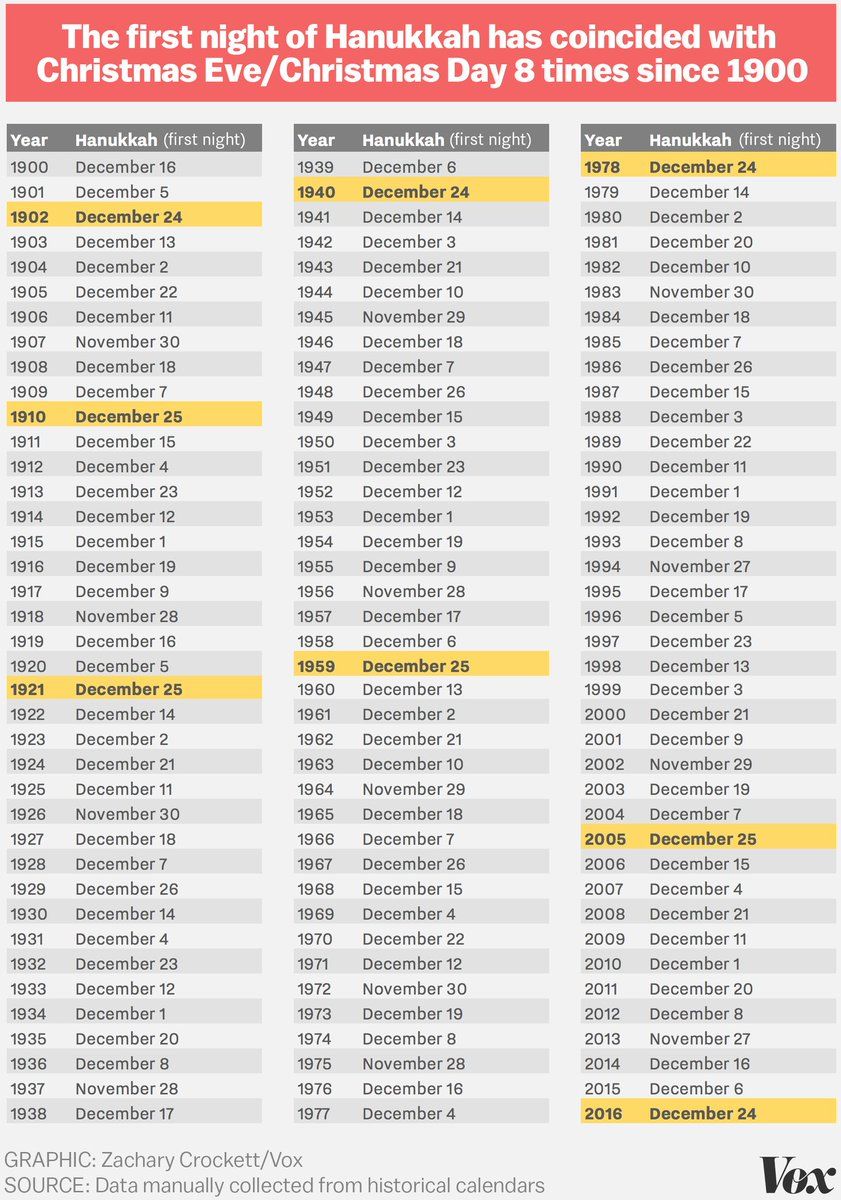 The first night of Hanukkah has coincided with
Christmas Eve/Christmas Day 8 times since 1900
Year Hanukkah (first night)
1900 December 16
1901 December 5
1902 December 24
1903 December 13
1904 December 2
1905 December 22
1906 December 11
1907 November 30
1908 December 18
1909 December 7
1910 December 25
1911 December 15
1912 December 4
1913 December 23
1914 December 12
1915 December 1
1916 December 19
1917 December 9
1918 November 28
1919 December 16
1920 December 5
1921 December 25
1922 December 14
1923 December 2
1924 December 21
1925 December 11
1926 November 30
1927 December 18
1928 December 7
1929 December 26
1930 December 14
1931 December 4
1932 December 23
1933 December 12
1934 December 1
1935 December 20
1936 December 8
1937 November 28
1938 December 17
Year Hanukkah (first night)
1939 December 6
1940 December 24
1941 December 14
1942 December 3
1943 December 21
1944 December 10
1945 November 29
1946 December 18
1947 December 7
1948 December 26
1949 December 15
1950 December 3
1951 December 23
1952 December 12
1953 December 1
1954 December 19
1955 December 9
1956 November 28
1957 December 17
1958 December 6
1959 December 25
1960 December 13
1961 December 2
1962 December 21
1963 December 10
1964 November 29
1965 December 18
1966 December 7
1967 December 26
1968 December 15
1969 December 4
1970 December 22
1971 December 12
1972 November 30
1973 December 19
1974 December 8
1975 November 28
1976 December 16
1977 December 4
Year Hanukkah (first night)
1978 December 24
1979 December 14
1980 December 2
1981 December 20
1982 December 10
1983 November 30
1984 December 18
1985 December 7
1986 December 26
1987 December 15
1988 December 3
1989 December 22
1990 December 11
1991 December 1
1992 December 19
1993 December 8
1994 November 27
1995 December 17
1996 December 5
1997 December 23
1998 December 13
1999 December 3
2000 December 21
2001 December 9
2002 November 29
2003 December 19
2004 December 7
2005 December 25
2006 December 15
2007 December 4
2008 December 21
2009 December 11
2010 December 1
2011 December 20
2012 December 8
2013 November 27
2014 December 16
2015 December 6
2016 December 24
GRAPHIC: Zachary Crockett/Vox
SOURCE: Data manually collected from historical calendars
Vox